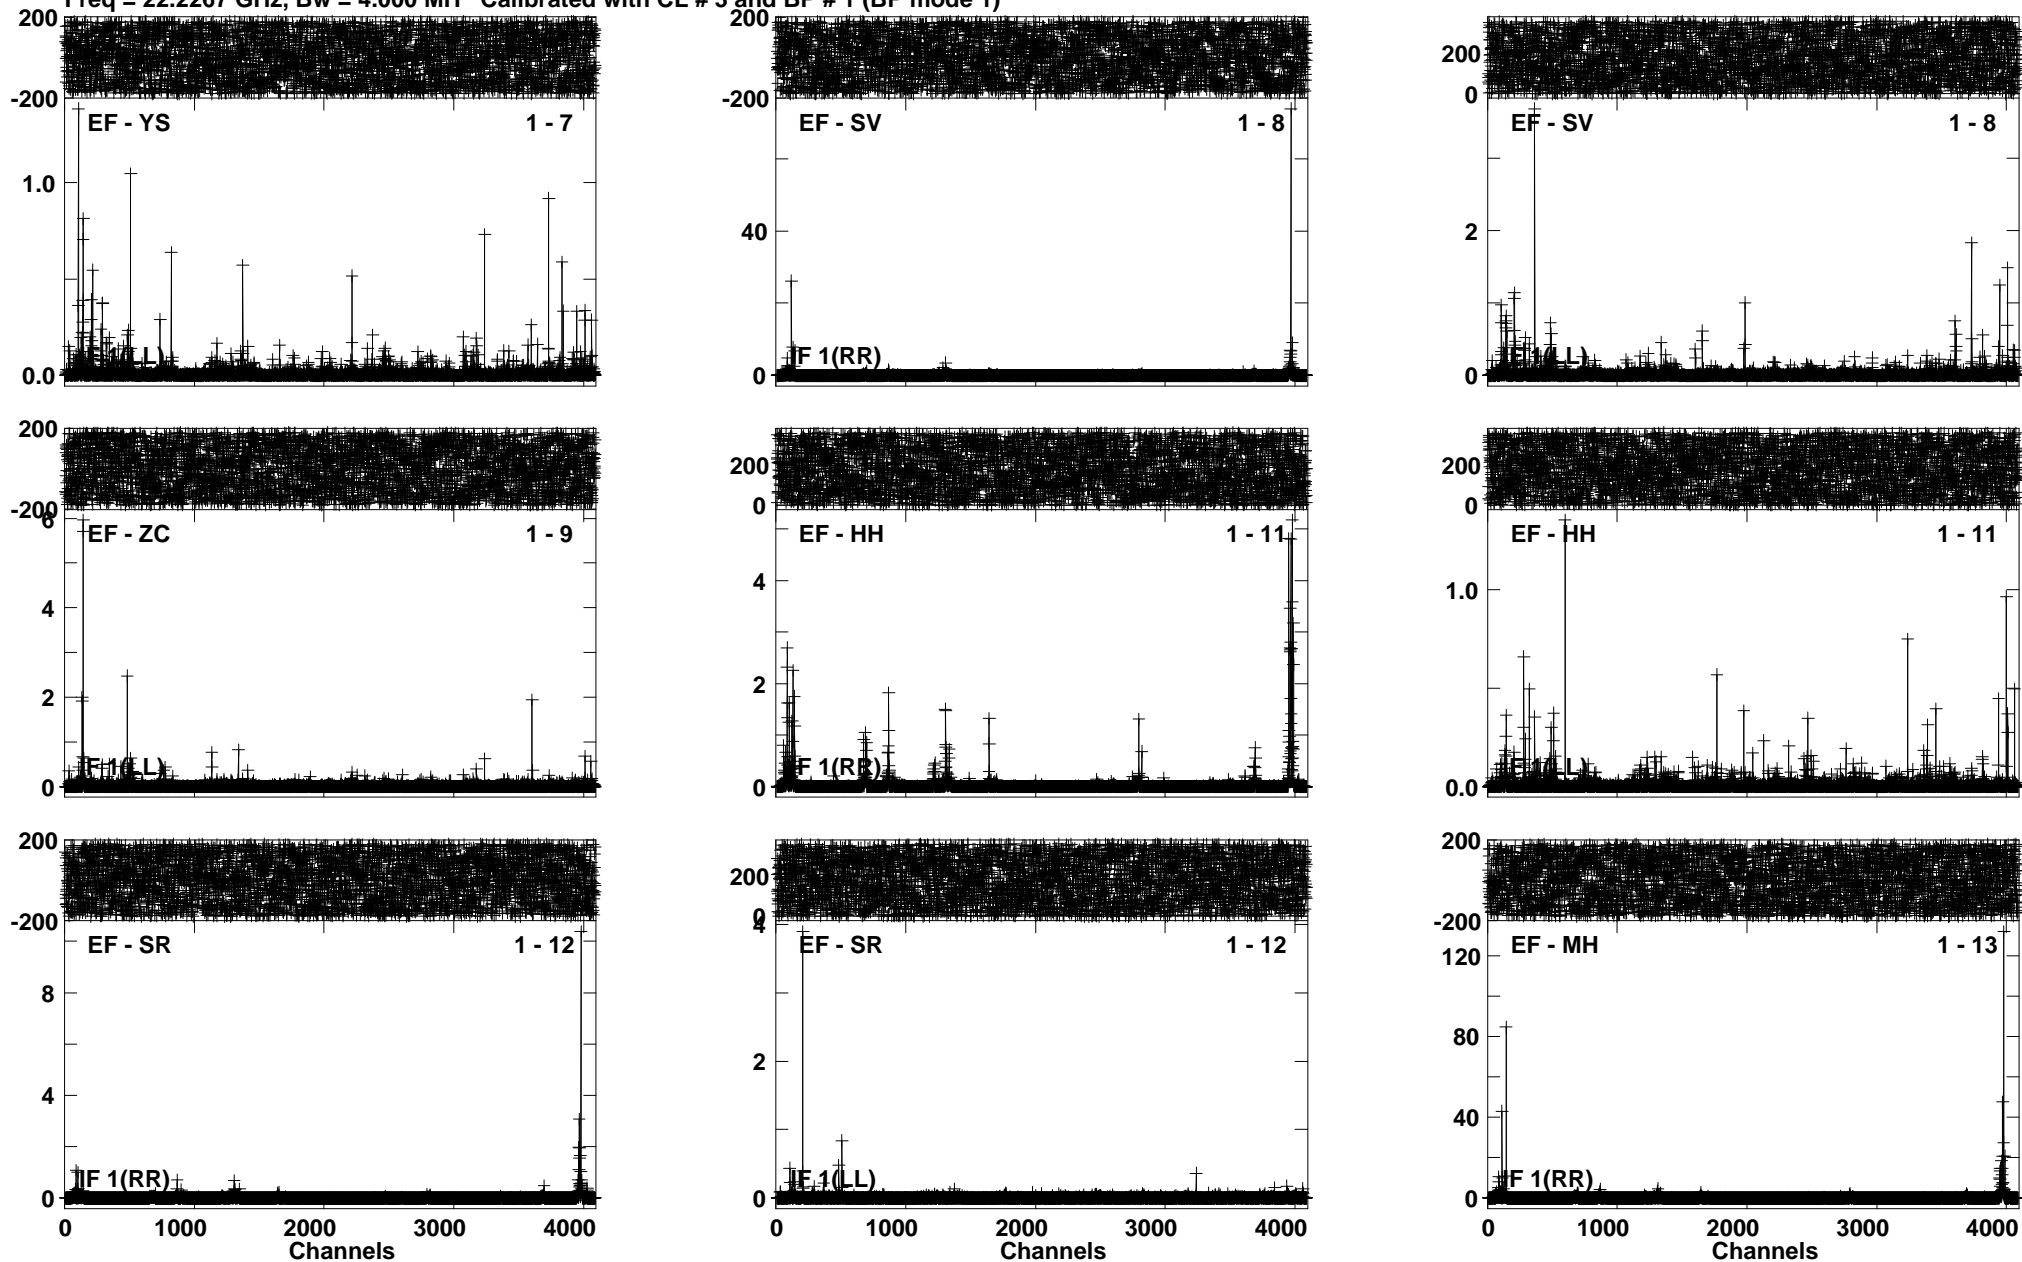 Freq = 22.2267 GHz, Bw = 4.000 MH Calibrated with CL # 3 and BP # 1 (BP mode 1)
200 200 200
-200 -200 0
EF - YS 1 - 7 EF - SV 1 - 8 EF - SV 1 - 8
1.0 40 2
IF 1(LL) IF 1(RR) IF 1(LL)
0.0 0 0
200 200 200
-200 0 0
6
EF - ZC 1 - 9 EF - HH 1 - 11 EF - HH 1 - 11
4 4 1.0
2 2
IF 1(LL) IF 1(RR) IF 1(LL)
0 0 0.0
200 200 200
-200 0 -200
4
EF - SR 1 - 12 EF - SR 1 - 12 EF - MH 1 - 13
120
8 80
4 2 40
IF 1(RR) IF 1(LL) IF 1(RR)
0 0 0
0 1000 2000 3000 4000 0 1000 2000 3000 4000 0 1000 2000 3000 4000
Channels Channels